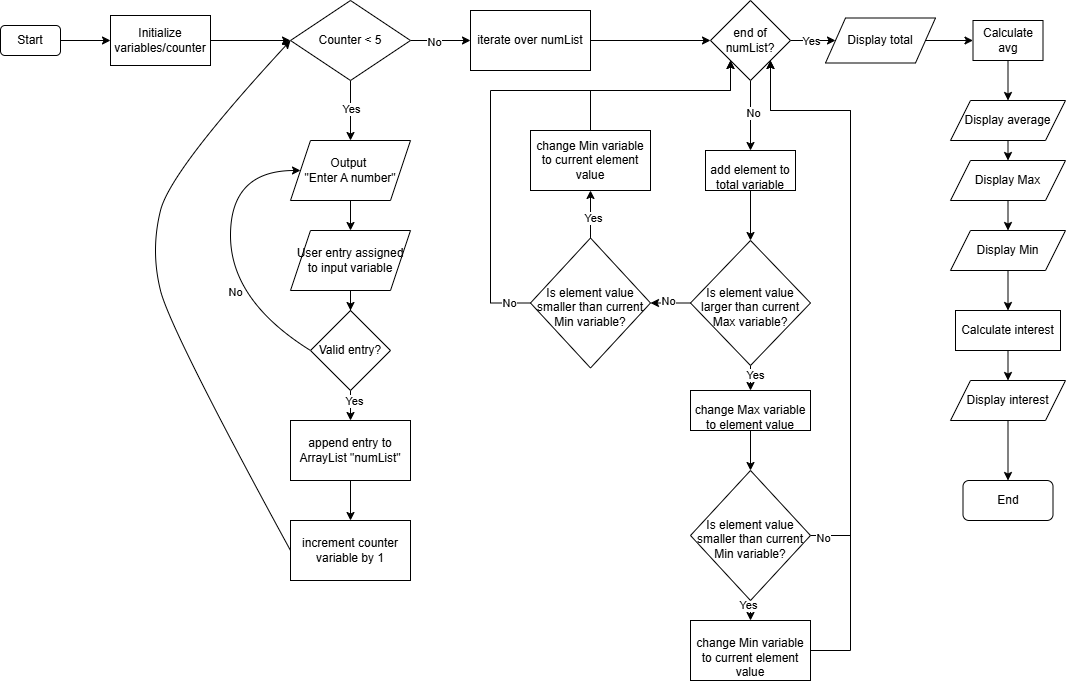 Start
Initialize
variables/counter
Counter < 5
No
iterate over numList
end of
numList?
Yes
Display total
Calculate
avg
Yes
Output
"Enter A number"
User entry assigned
to input variable
Valid entry?
No
Yes
append entry to
ArrayList "numList"
increment counter
variable by 1
No
add element to
total variable
Is element value
larger than current
Max variable?
No
Is element value
smaller than current
Min variable?
No
Yes
change Min variable
to current element
value
Yes
change Max variable
to element value
Is element value
smaller than current
Min variable?
No
Yes
change Min variable
to current element
value
Display average
Display Max
Display Min
Calculate interest
Display interest
End